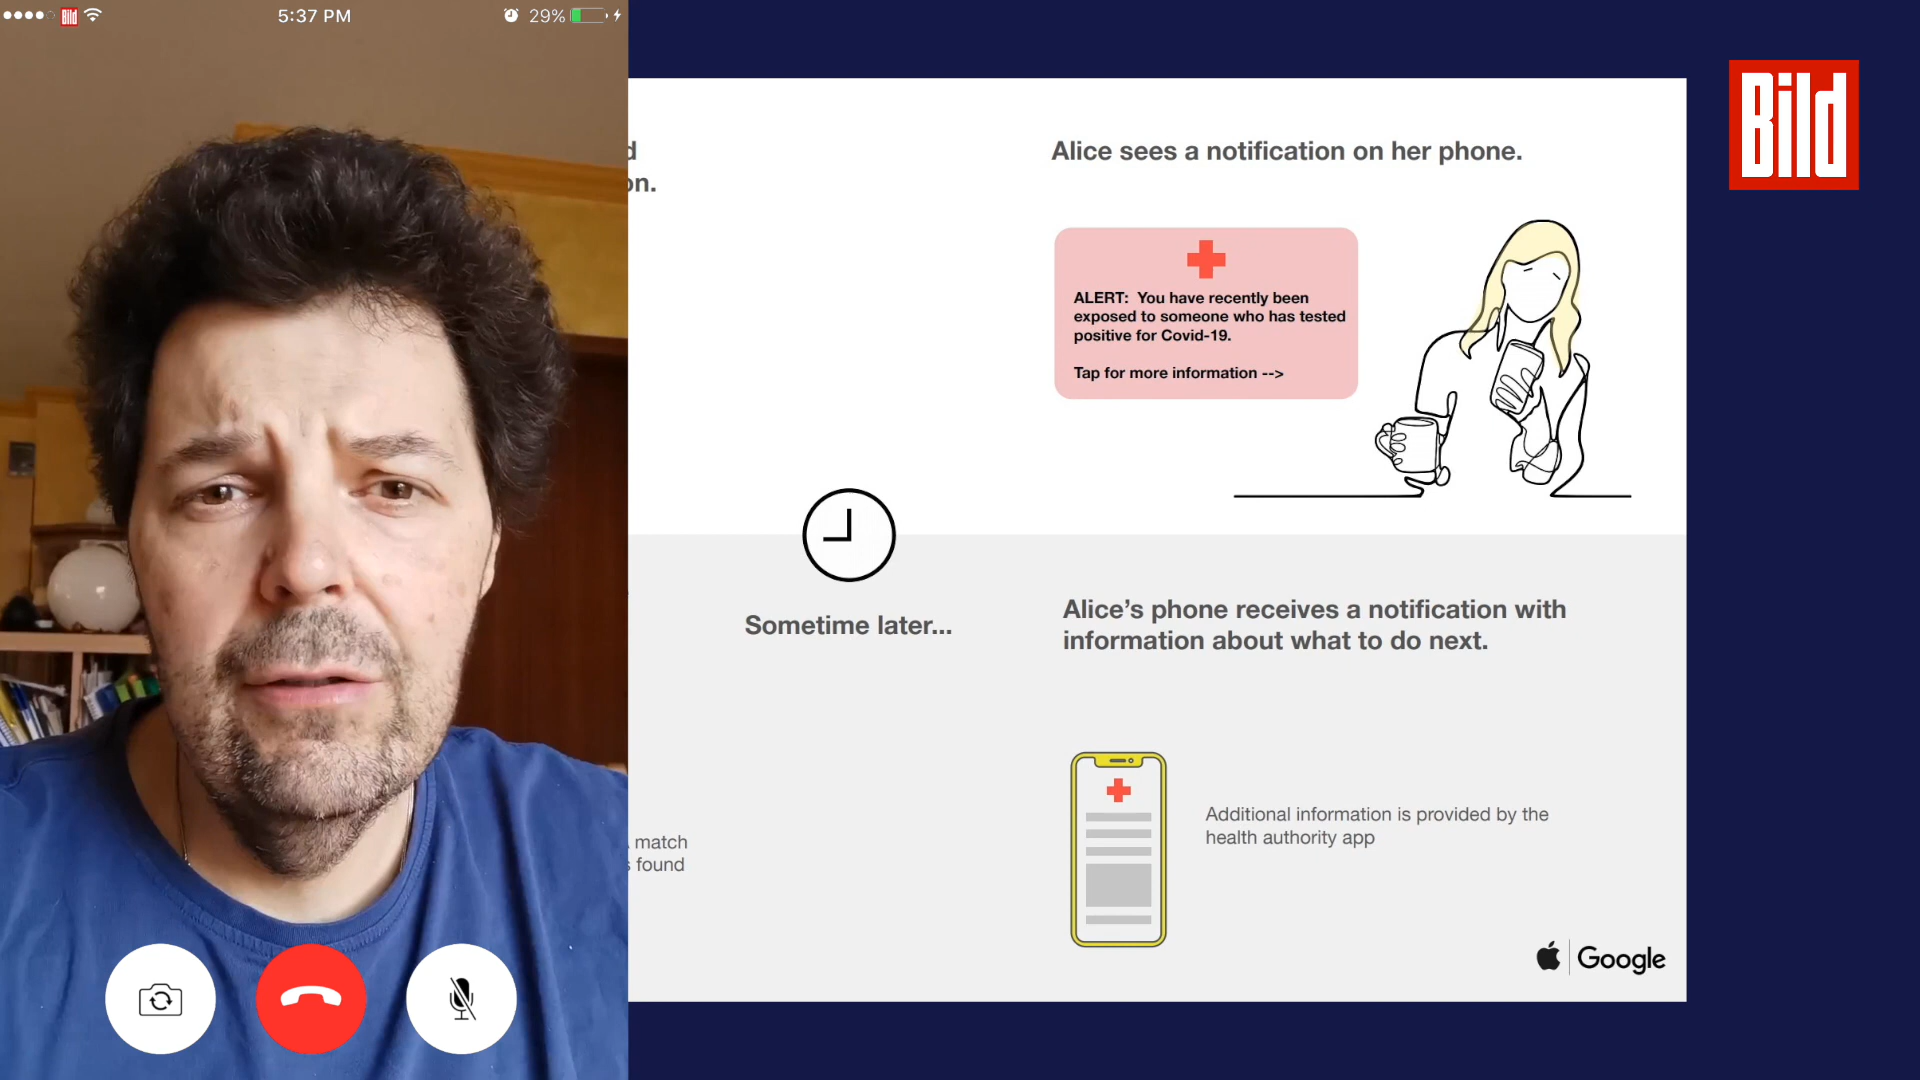 Bild
5:37 PM
29%
Bild
d
on.
Alice sees a notification on her phone.
ALERT: You have recently been
exposed to someone who has tested
positive for Covid-19.
Tap for more information -->
Sometime later...
Alice’s phone receives a notification with
information about what to do next.
match
found
Additional information is provided by the
health authority app
Google